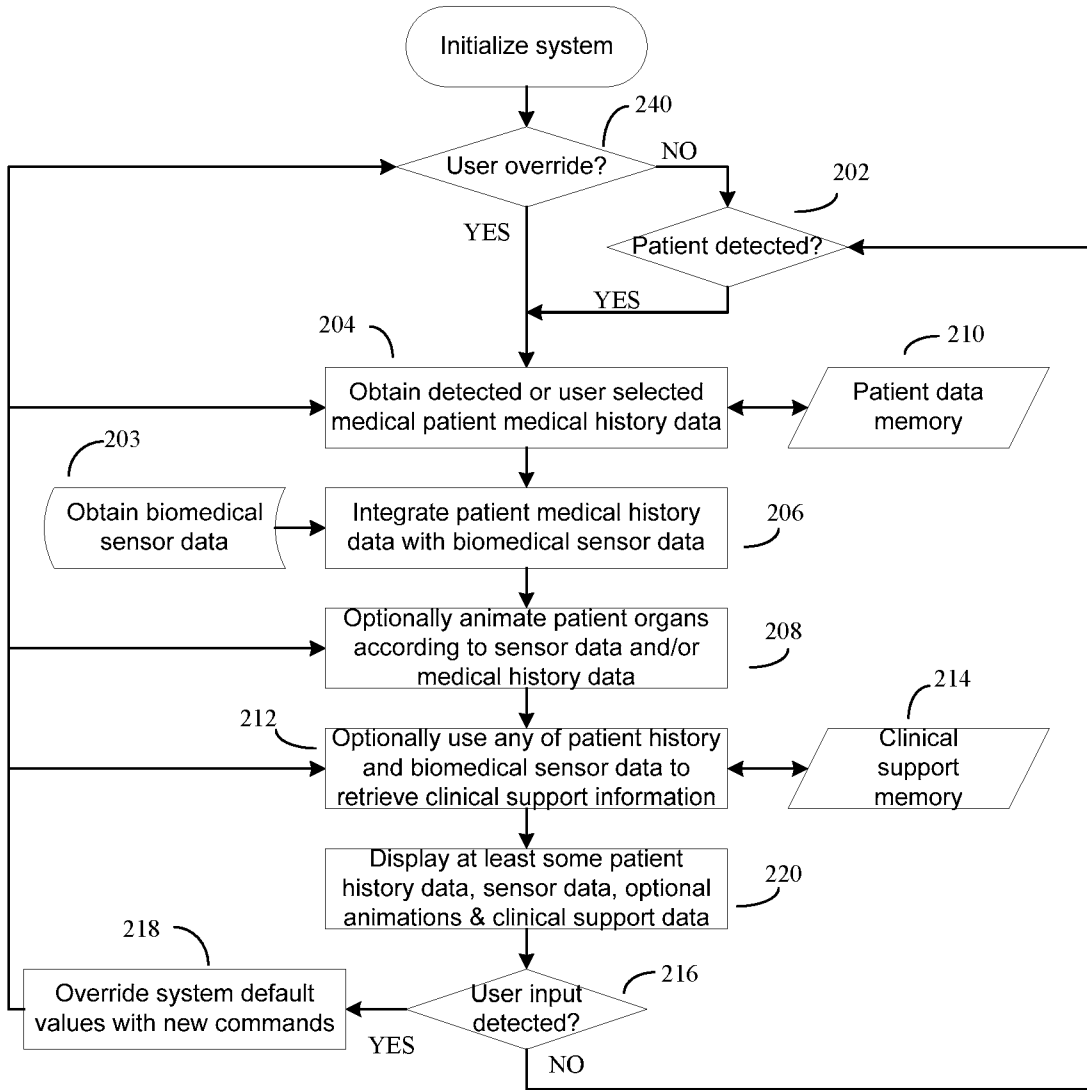 Initialize system
240
User override?
NO
202
YES
Patient detected?
YES
204
210
Obtain detected or user selected
medical patient medical history data
Patient data
memory
203
Obtain biomedical
sensor data
Integrate patient medical history
data with biomedical sensor data
206
Optionally animate patient organs
according to sensor data and/or
medical history data
208
212
214
Optionally use any of patient history
and biomedical sensor data to
retrieve clinical support information
Clinical
support
memory
Display at least some patient
history data, sensor data, optional
animations & clinical support data
220
218
216
Override system default
values with new commands
User input
detected?
YES
NO